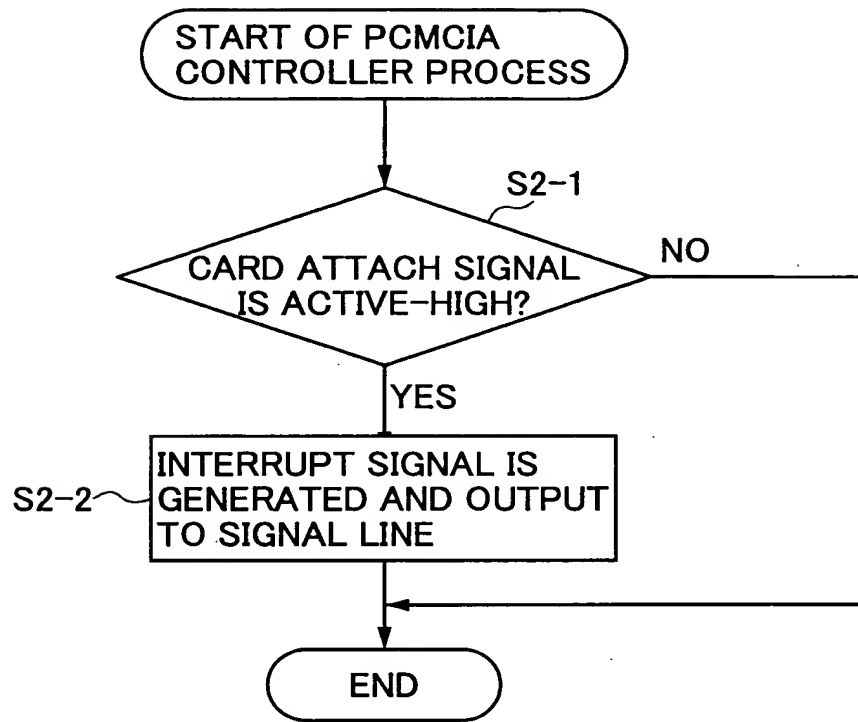 START OF PCMCIA
CONTROLLER PROCESS
S2-1
CARD ATTACH SIGNAL
IS ACTIVE-HIGH?
NO
YES
INTERRUPT SIGNAL IS
GENERATED AND OUTPUT
TO SIGNAL LINE
S2-2
END